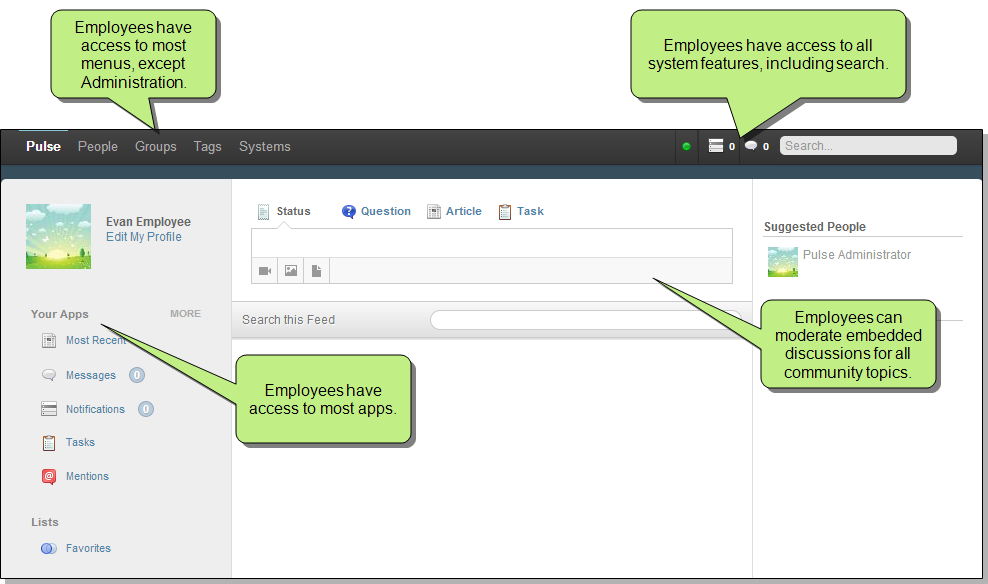 Employees have
access to most
menus, except
Administration.
Employees have access to all
system features, including search.
Pulse People Groups Tags Systems 0 0 Search...
Evan Employee
Edit My Profile
Status Question Article Task
Suggested People
Pulse Administrator
Your Apps MORE
Most Recent
Messages 0
Notifications 0
Tasks
Mentions
Lists
Favorites
Search this Feed
Employees can
moderate embedded
discussions for all
community topics.
Employees have
access to most apps.